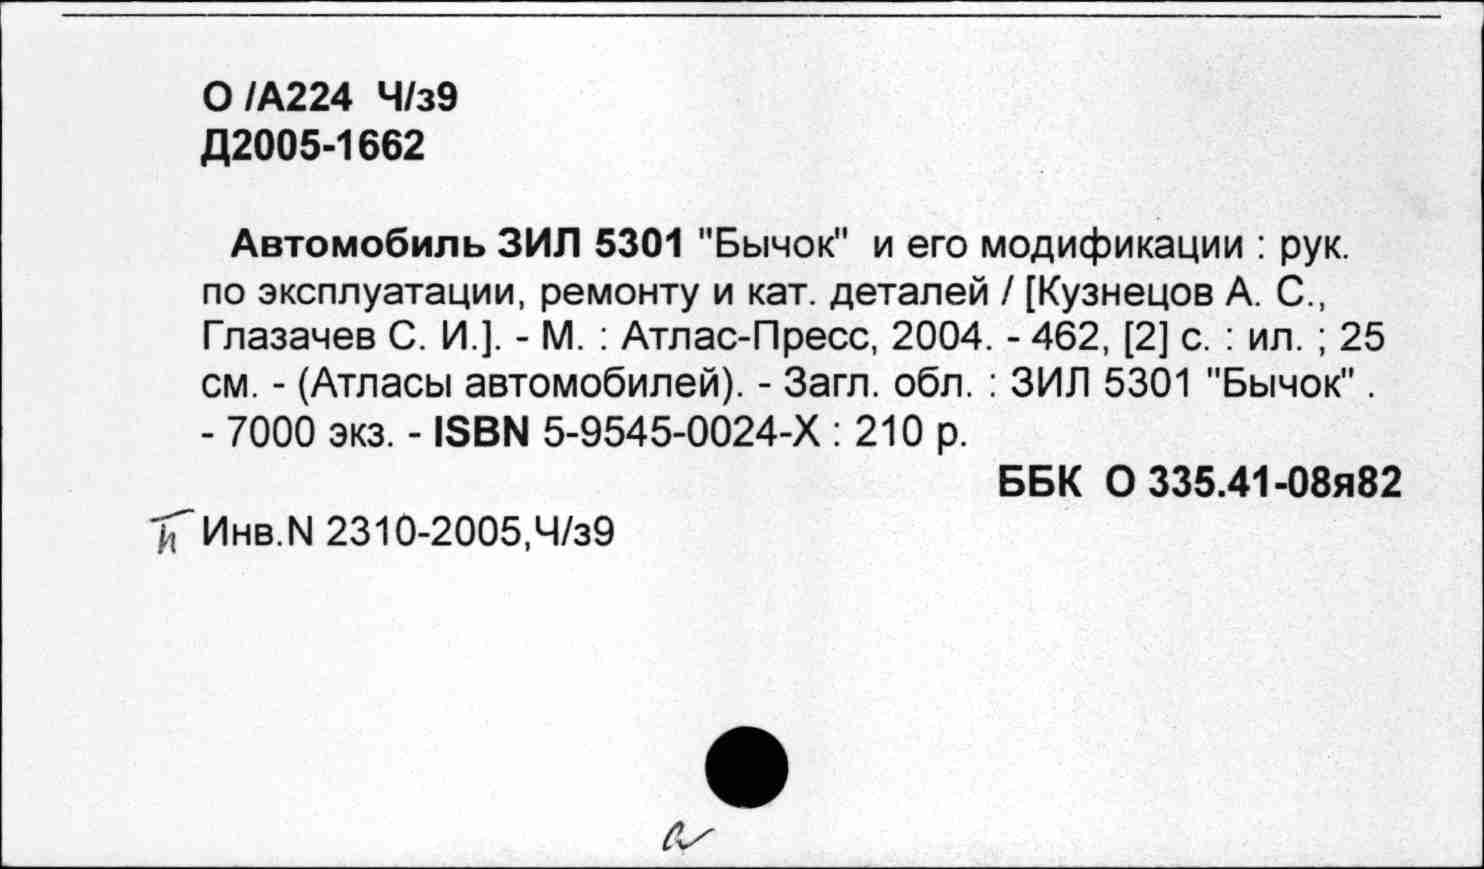 О /А224 Ч/з9
Д2005-1662
Автомобиль ЗИЛ 5301 "Бычок" и его модификации : рук.
по эксплуатации, ремонту и кат. деталей / [Кузнецов А. С.,
Глазачев С. И.]. - М. : Атлас-Пресс, 2004. - 462, [2] с. : ил. ; 25
см. - (Атласы автомобилей). - Загл. обл. : ЗИЛ 5301 "Бычок" .
- 7000 экз. - ISBN 5-9545-0024-X : 210 р.
ББК О 335.41-08я82
Инв.N 2310-2005,Ч/з9